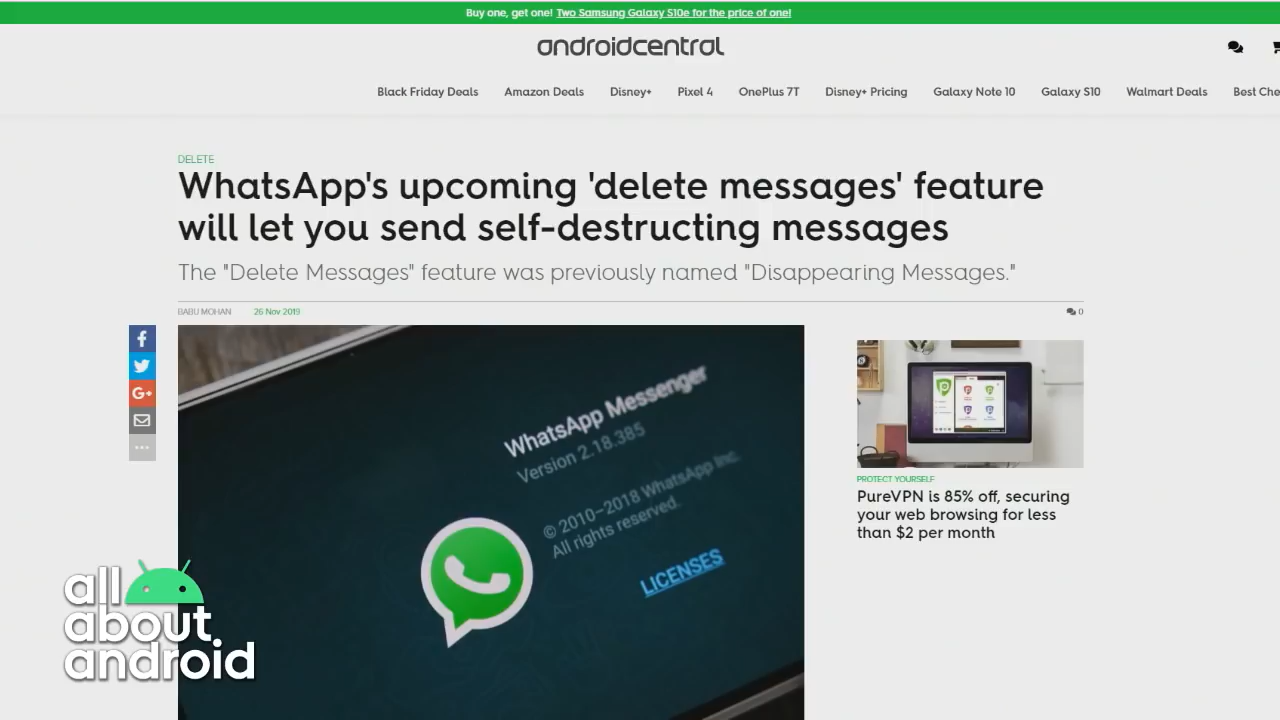 Buy one, get one! Two Samsung Galaxy S10e for the price of one!
androidcentral
Black Friday Deals Amazon Deals Disney+ Pixel 4 OnePlus 7T Disney+ Pricing Galaxy Note 10 Galaxy S10 Walmart Deals Best Che
DELETE
WhatsApp's upcoming 'delete messages' feature
will let you send self-destructing messages
The "Delete Messages" feature was previously named "Disappearing Messages."
BABU MOHAN 26 Nov 2019
0
WhatsApp Messenger
Version 2.18.385
© 2010–2018 WhatsApp Inc.
All rights reserved.
LICENSES
PROTECT YOURSELF
PureVPN is 85% off, securing
your web browsing for less
than $2 per month
all
about
android